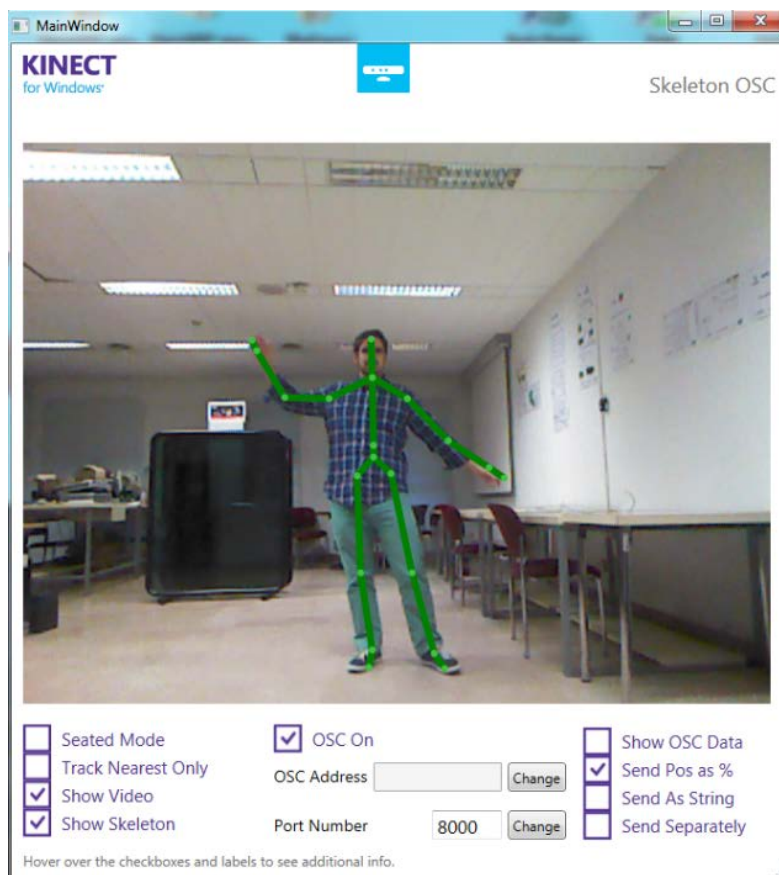 MainWindow
KINECT
for Windows
Skeleton OSC
Seated Mode
Track Nearest Only
Show Video
Show Skeleton
OSC On
OSC Address
Change
Port Number
8000
Change
Show OSC Data
Send Pos as %
Send As String
Send Separately
Hover over the checkboxes and labels to see additional info.